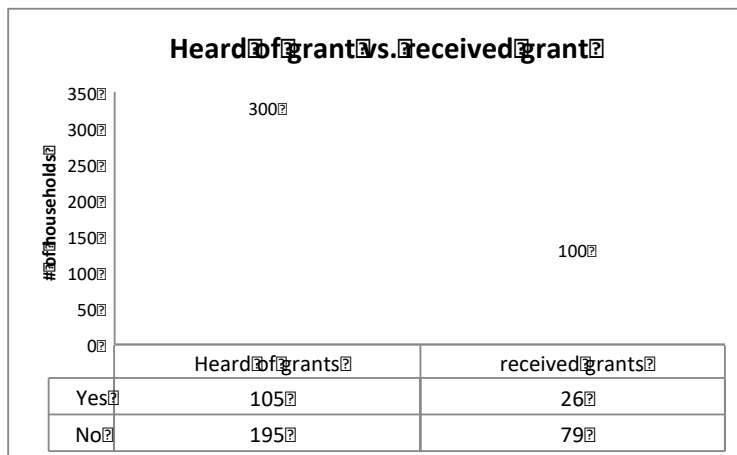 Heard of grant vs. received grant
350
300
300
250
200
150
100
100
50
0
# of households
Heard of grants received grants
Yes 105 26
No 195 79